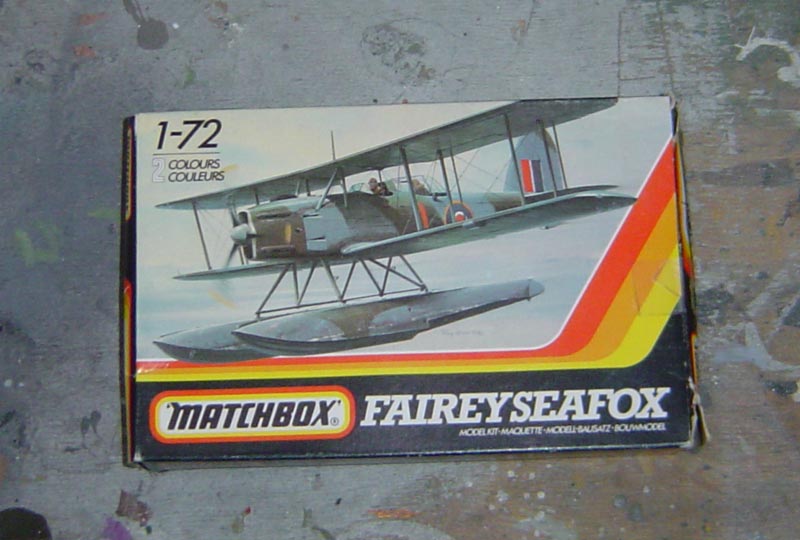 1-72
2 COLOURS
COULEURS
"MATCHBOX"®
FAIREY SEAFOX
MODEL KIT-MAQUETTE-MODELL-BAUSATZ-BOUWMODEL